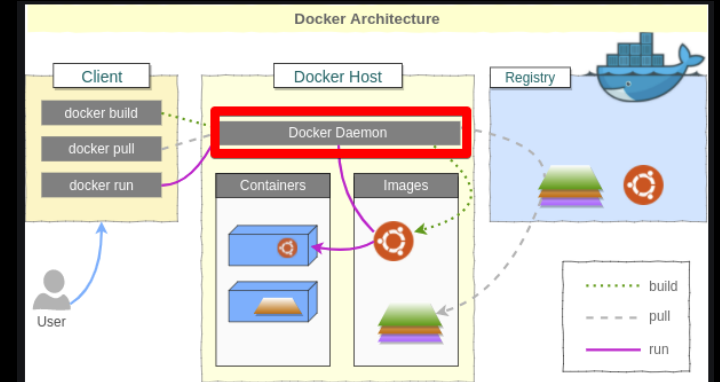 Docker Architecture
Client
docker build
docker pull
docker run
User
Docker Host
Docker Daemon
Containers
Images
Registry
build
pull
run